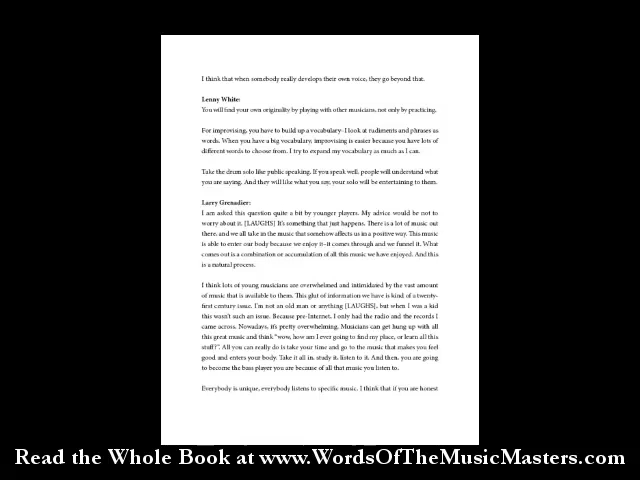 I think that when somebody really develops their own voice, they go beyond that.
Lenny White:
You will find your own originality by playing with other musicians, not only by practicing.
For improvising, you have to build up a vocabulary–I look at rudiments and phrases as
words. When you have a big vocabulary, improvising is easier because you have lots of
different words to choose from. I try to expand my vocabulary as much as I can.
Take the drum solo like public speaking. If you speak well, people will understand what
you are saying. And they will like what you say, your solo will be entertaining to them.
Larry Grenadier:
I am asked this question quite a bit by younger players. My advice would be not to
worry about it. [LAUGHS] It's something that just happens. There is a lot of music out
there, and we all take in the music that somehow affects us in a positive way. This music
is able to enter our body because we enjoy it–it comes through and we funnel it. What
comes out is a combination or accumulation of all this music we have enjoyed. And this
is a natural process.
I think lots of young musicians are overwhelmed and intimidated by the vast amount
of music that is available to them. This glut of information we have is kind of a twenty-
first century issue. I'm not an old man or anything [LAUGHS], but when I was a kid
this wasn't such an issue. Because pre-Internet, I only had the radio and the records I
came across. Nowadays, it's pretty overwhelming. Musicians can get hung up with all
this great music and think "wow, how am I ever going to find my place, or learn all this
stuff?". All you can really do is take your time and go to the music that makes you feel
good and enters your body. Take it all in, study it, listen to it. And then, you are going
to become the bass player you are because of all that music you listen to.
Everybody is unique, everybody listens to specific music. I think that if you are honest
Read the Whole Book at www.WordsOfTheMusicMasters.com